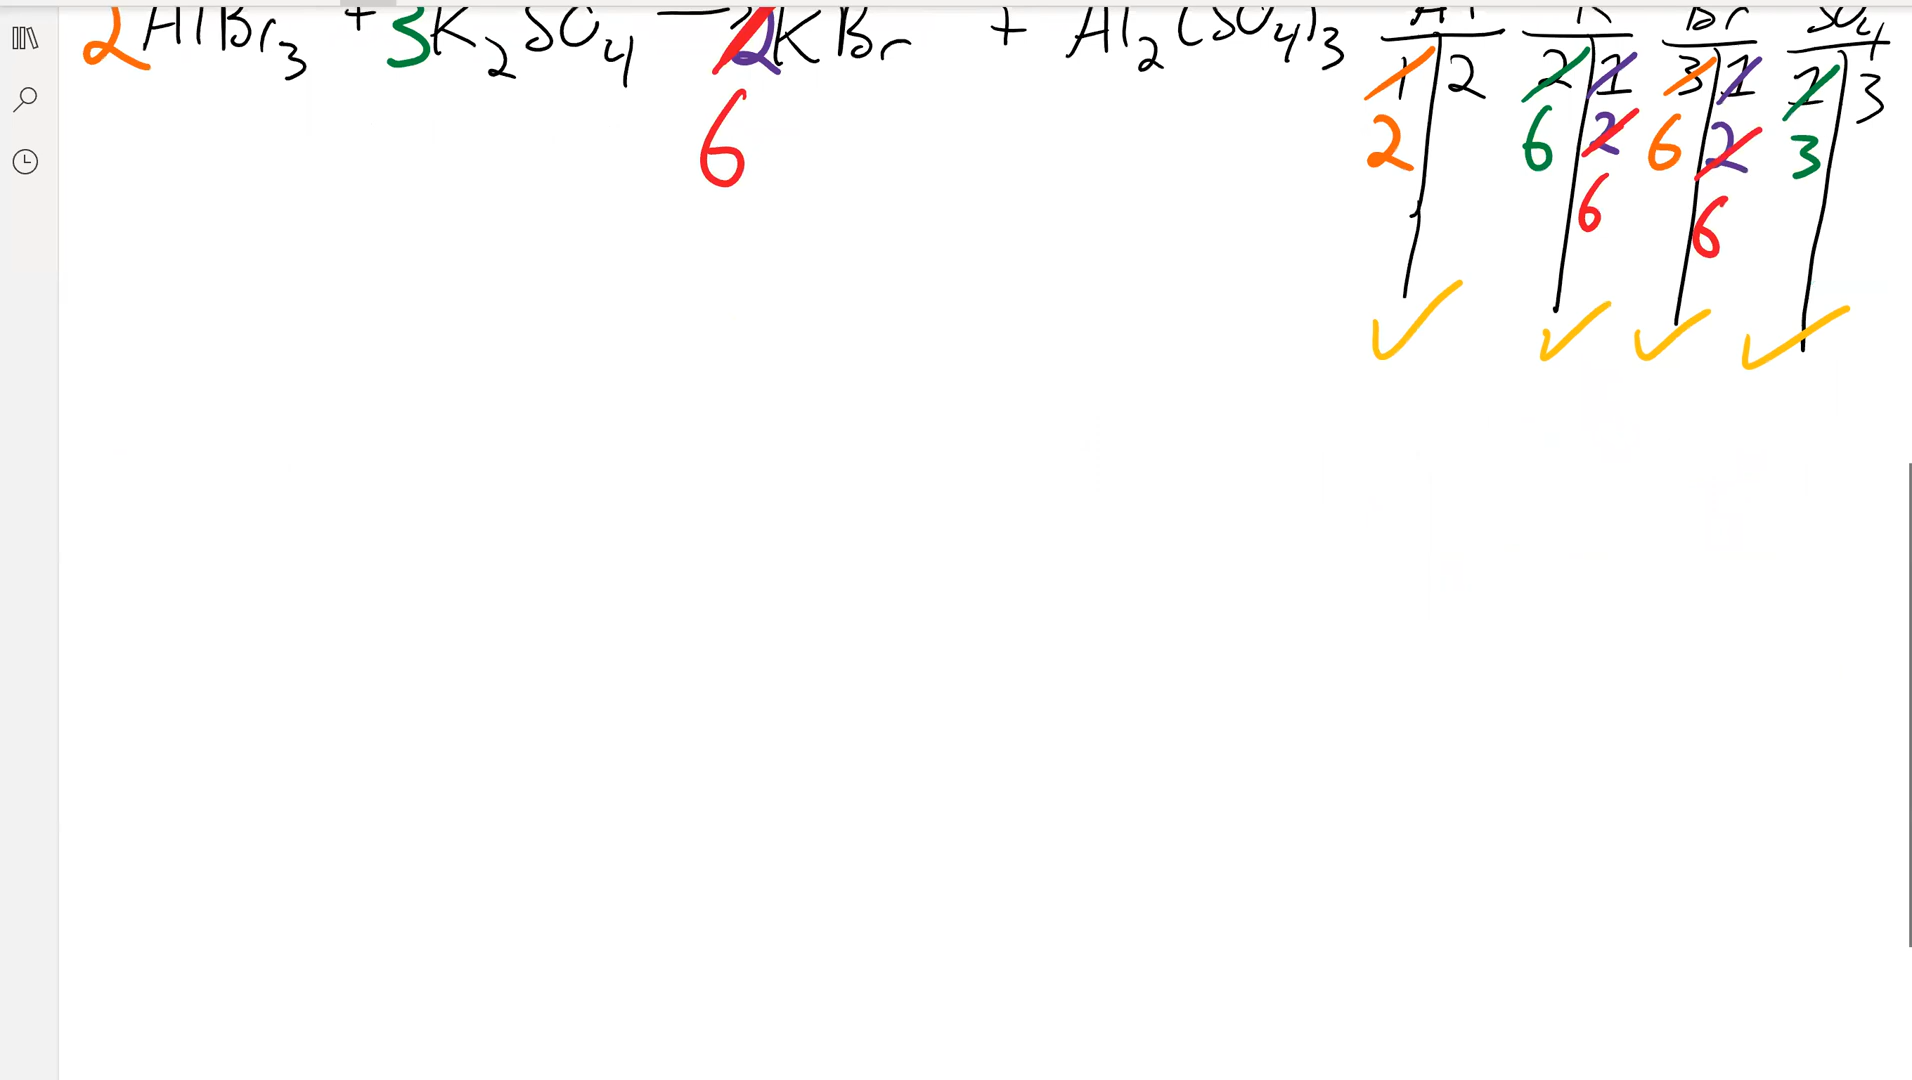 2AlBr3 + 3K2SO4 → 2KBr + Al2(SO4)3 Al K Br SO4
1 2 2 1 3 1 1 3
6 2 6 2 6 2 3
6 6